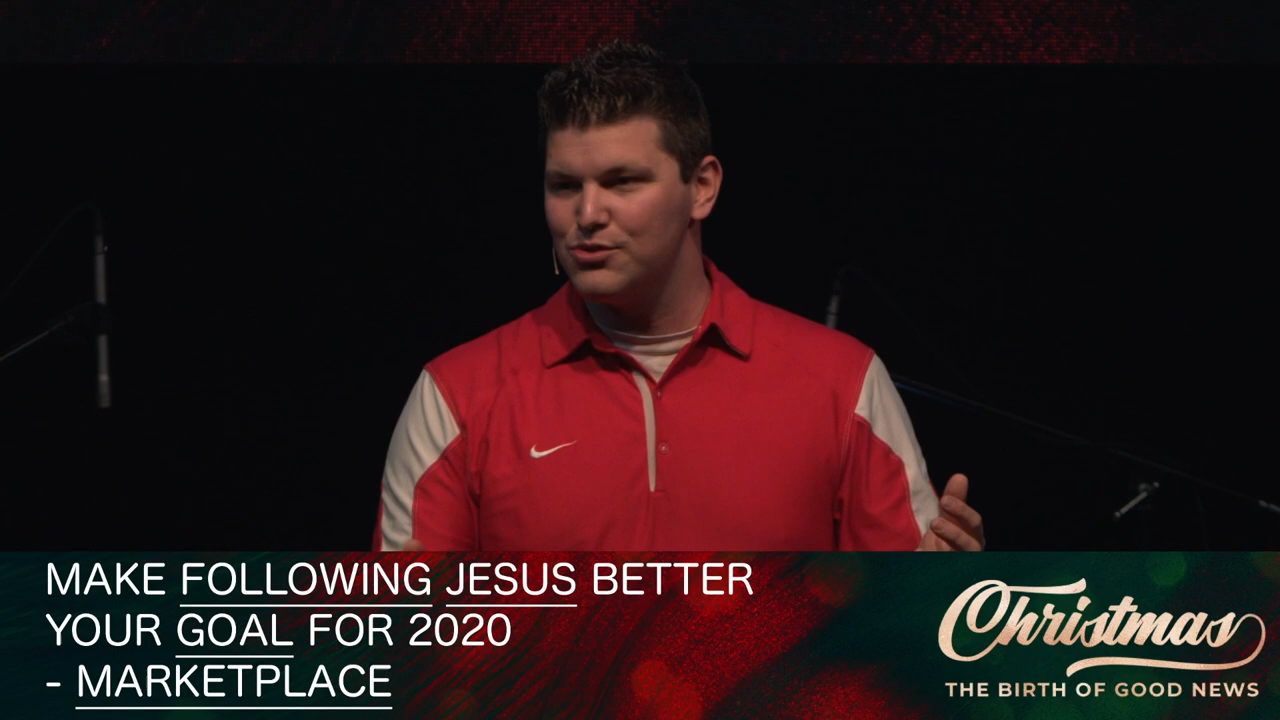 MAKE FOLLOWING JESUS BETTER
YOUR GOAL FOR 2020
- MARKETPLACE
Christmas
THE BIRTH OF GOOD NEWS